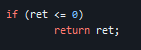 if (ret <= 0)
        return ret;